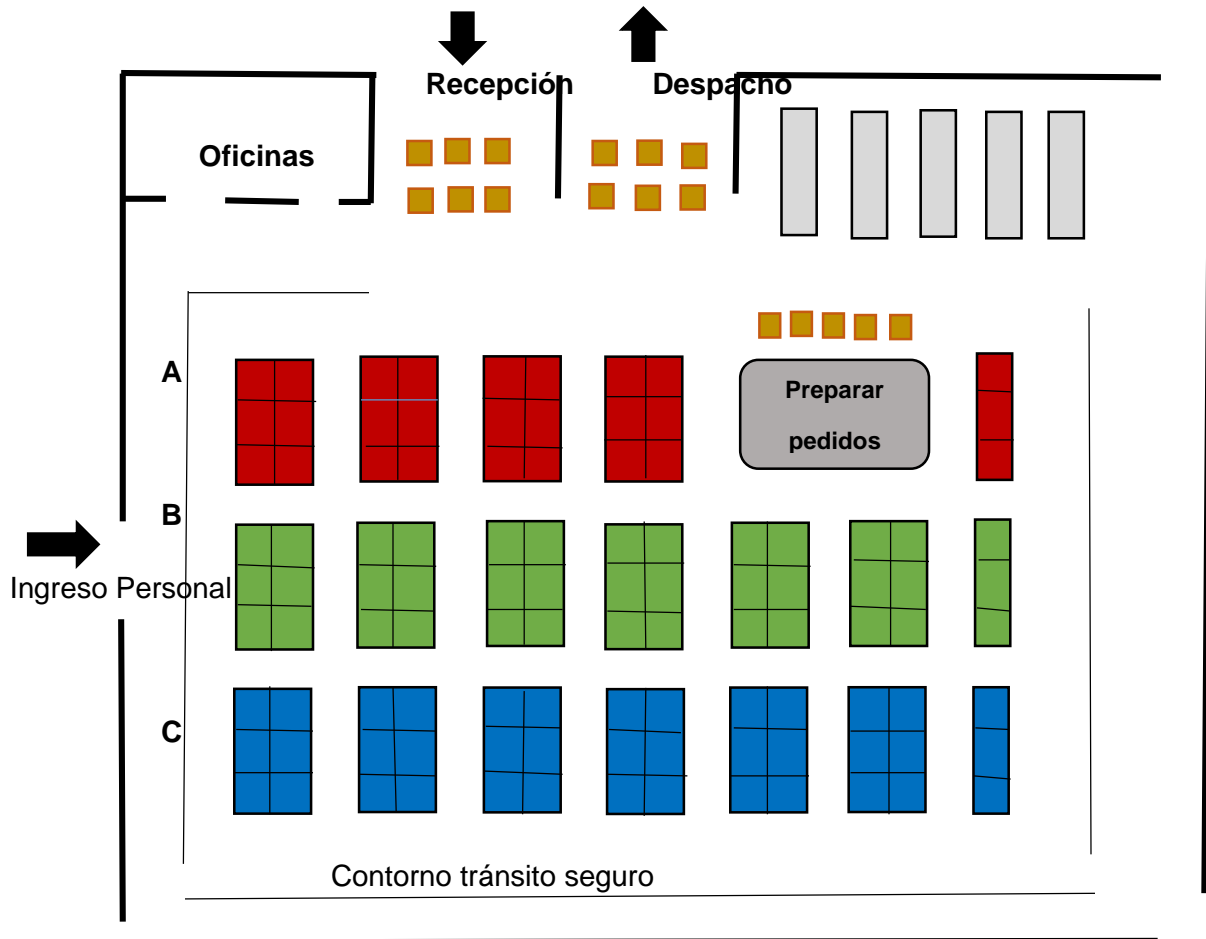 Recepción
Despacho
Oficinas
A
Preparar
pedidos
B
Ingreso Personal
C
Contorno tránsito seguro